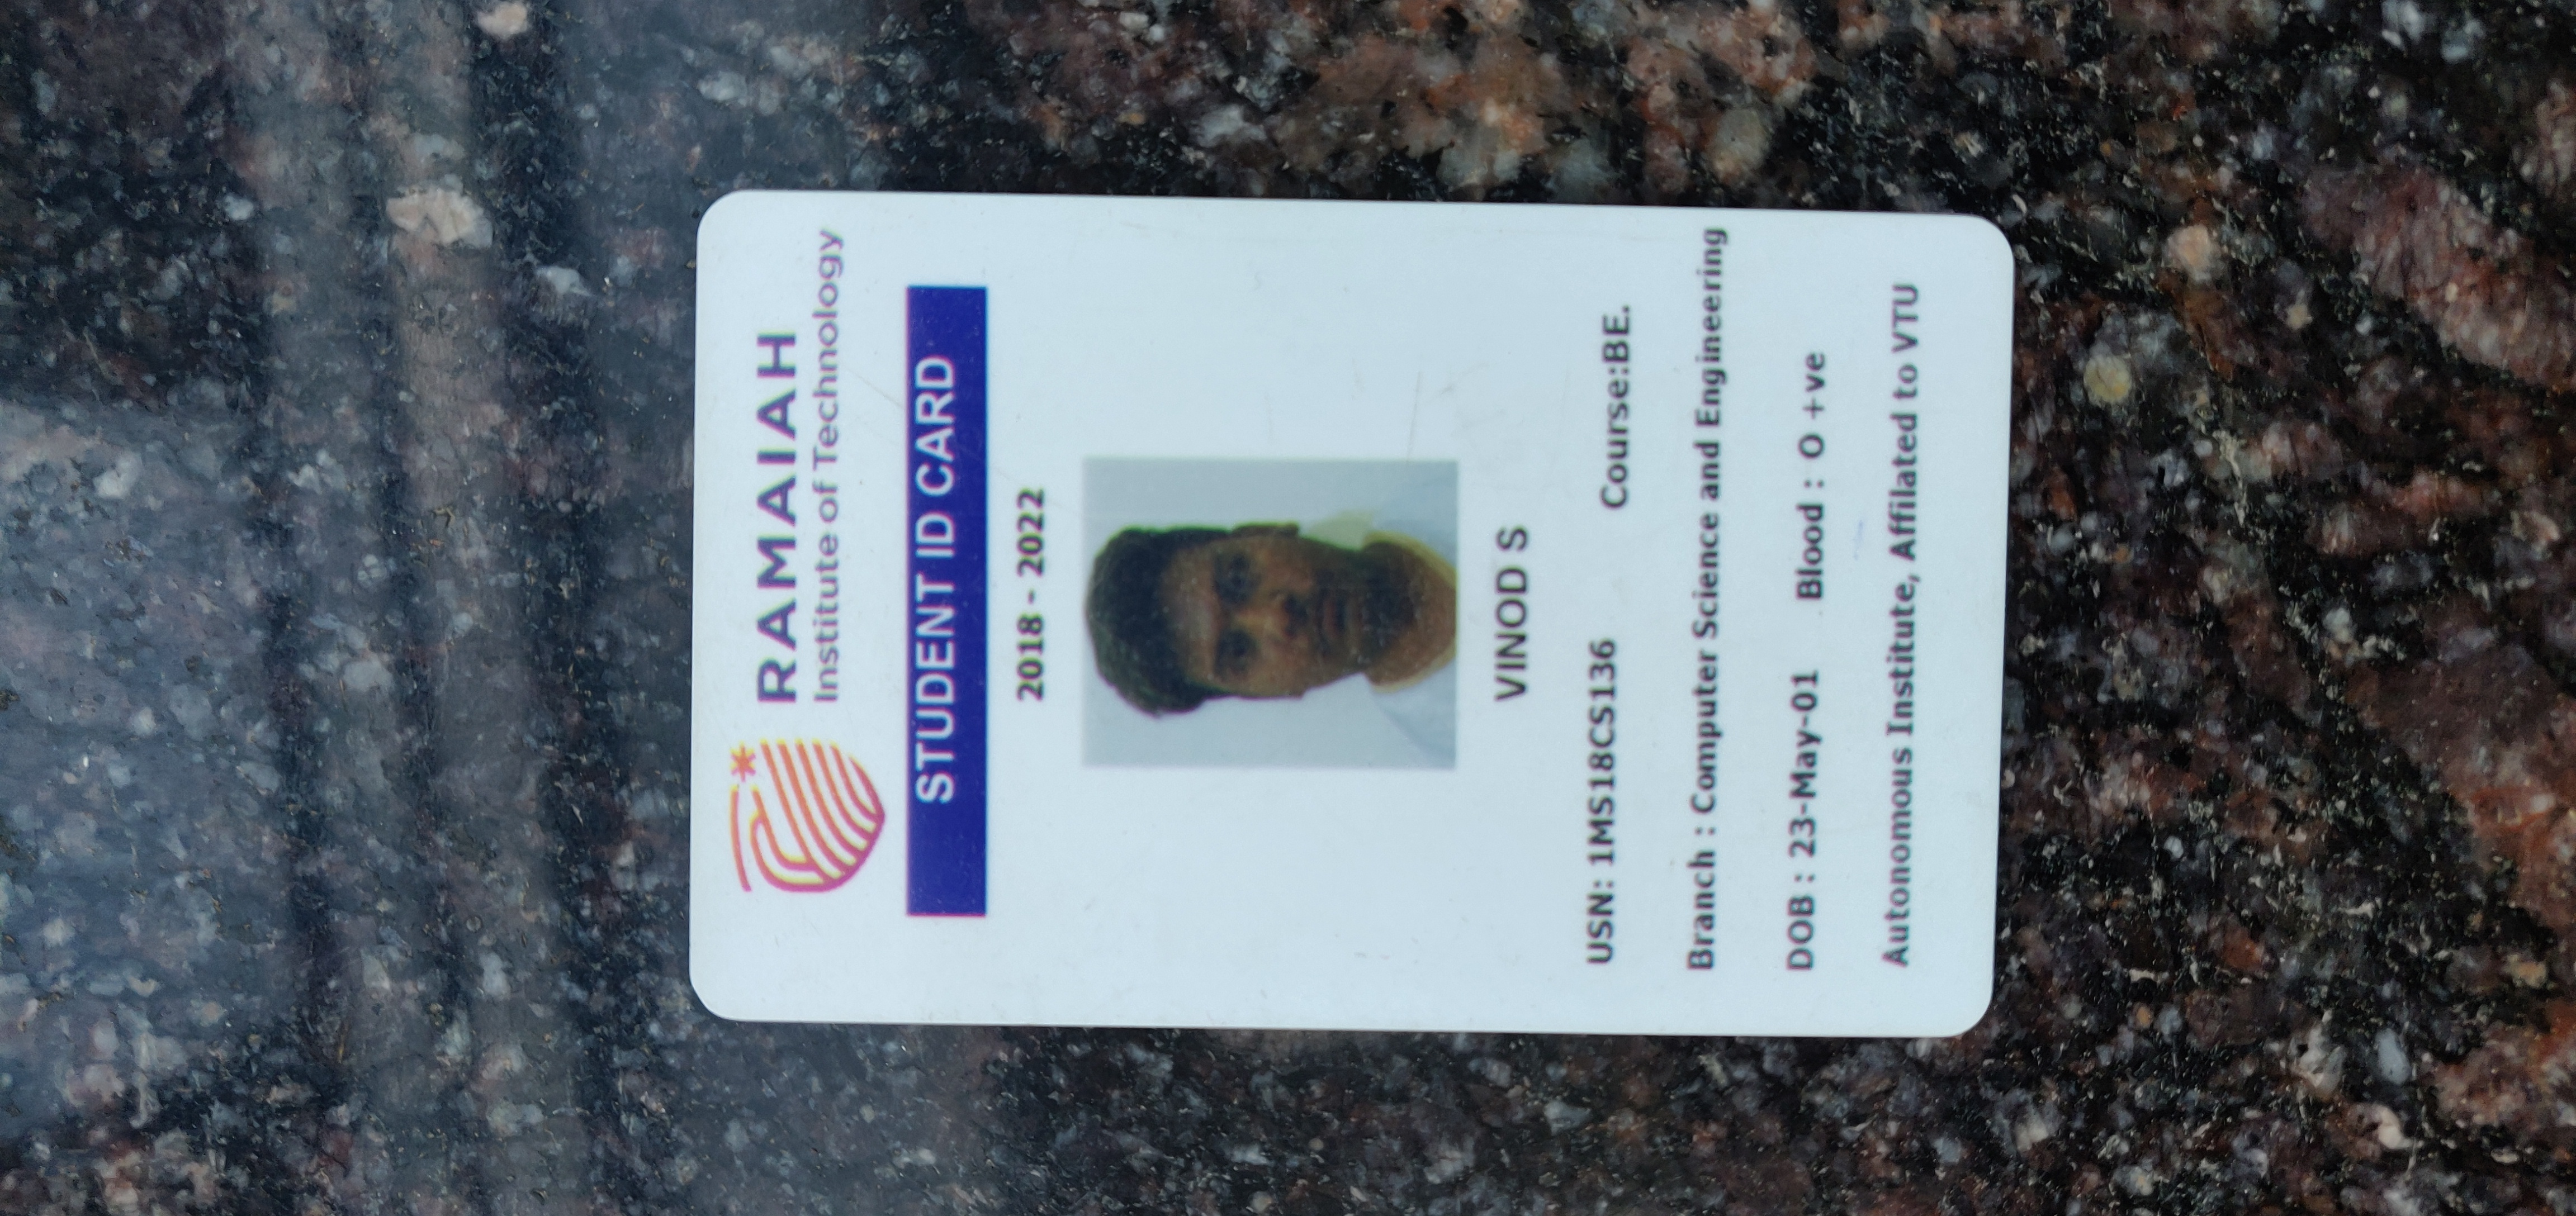 RAMAIAH
Institute of Technology
STUDENT ID CARD
2018 - 2022
VINOD S
USN: 1MS18CS136 Course:BE.
Branch : Computer Science and Engineering
DOB : 23-May-01 Blood : O +ve
Autonomous Institute, Affilated to VTU